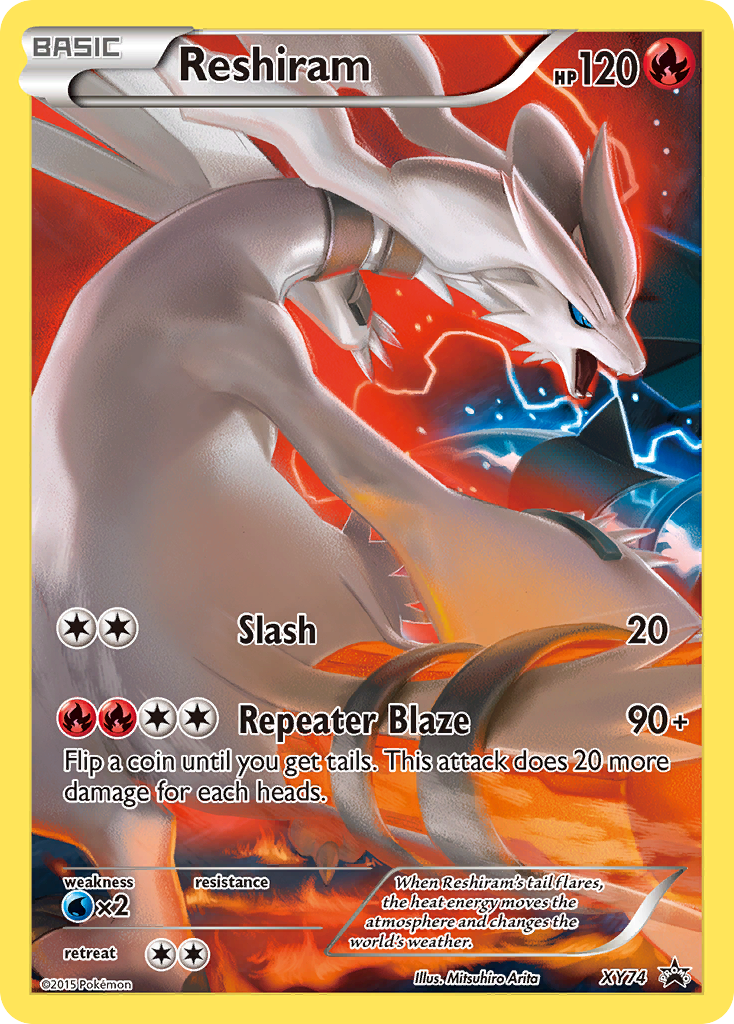 BASIC
Reshiram
HP120
Slash 20
Repeater Blaze 90+
Flip a coin until you get tails. This attack does 20 more
damage for each heads.
weakness resistance
×2
retreat
When Reshiram's tail flares,
the heat energy moves the
atmosphere and changes the
world's weather.
©2015 Pokémon
Illus. Mitsuhiro Arita
XY74
PROMO